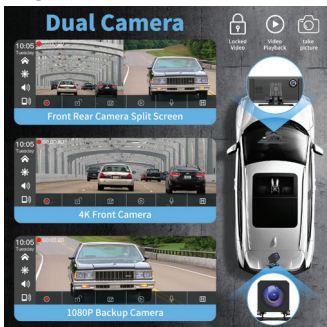 Dual Camera
Locked
Video
Video
Playback
take
picture
10:05
Tuesday
Front Rear Camera Split Screen
10:05
Tuesday
4K Front Camera
10:05
Tuesday
1080P Backup Camera